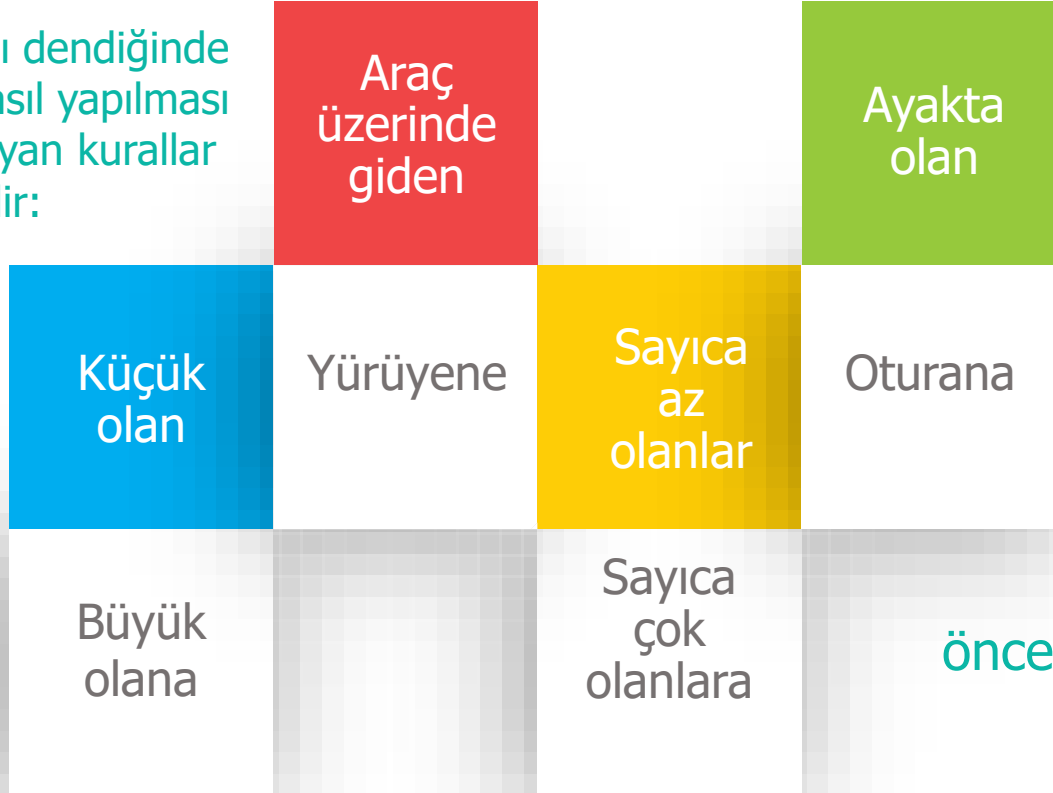 ı dendiğinde
asıl yapılması
yan kurallar
ir:
Araç
üzerinde
giden
Ayakta
olan
Küçük
olan
Yürüyene
Sayıca
az
olanlar
Oturana
Büyük
olana
Sayıca
çok
olanlara
önce